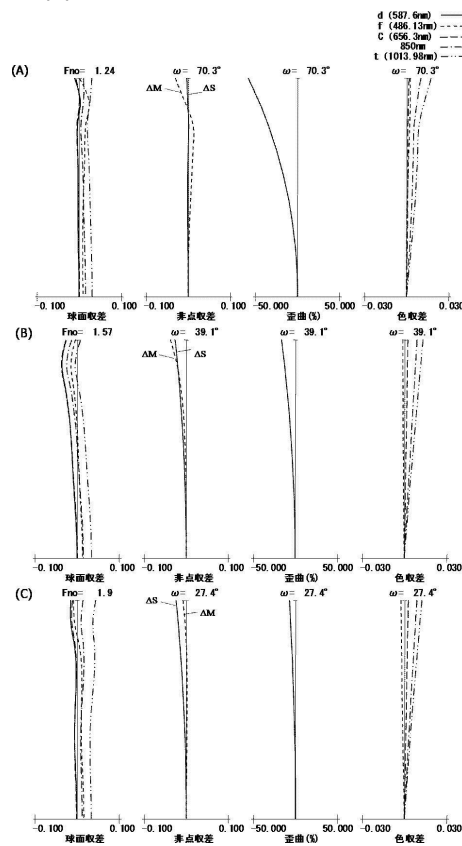 d (587.6nm)
f (486.13nm)
C (656.3nm)
850nm
t (1013.98nm)
(A) Fno= 1.24 ω= 70.3° ω= 70.3° ω= 70.3°
ΔM ΔS
-0.100 0.100 -0.100 0.100 -50.000 50.000 -0.030 0.030
球面収差 非点収差 歪曲(%) 色収差
(B) Fno= 1.57 ω= 39.1° ω= 39.1° ω= 39.1°
ΔM ΔS
-0.100 0.100 -0.100 0.100 -50.000 50.000 -0.030 0.030
球面収差 非点収差 歪曲(%) 色収差
(C) Fno= 1.9 ω= 27.4° ω= 27.4° ω= 27.4°
ΔS ΔM
-0.100 0.100 -0.100 0.100 -50.000 50.000 -0.030 0.030
球面収差 非点収差 歪曲(%) 色収差